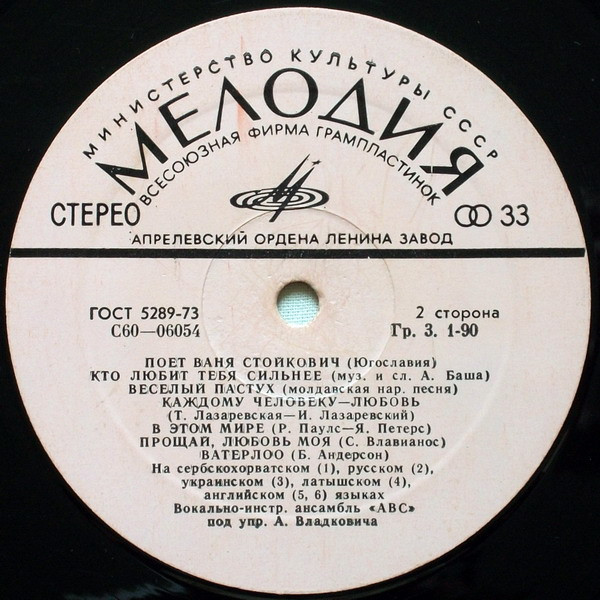 МИНИСТЕРСТВО КУЛЬТУРЫ СССР
МЕЛОДИЯ
ВСЕСОЮЗНАЯ ФИРМА ГРАМПЛАСТИНОК
СТЕРЕО
33
АПРЕЛЕВСКИЙ ОРДЕНА ЛЕНИНА ЗАВОД
ГОСТ 5289-73
2 сторона
С60—06054
Гр. 3. 1-90
ПОЕТ ВАНЯ СТОЙКОВИЧ (Югославия)
КТО ЛЮБИТ ТЕБЯ СИЛЬНЕЕ (муз. и сл. А. Баша)
ВЕСЕЛЫЙ ПАСТУХ (молдавская нар. песня)
КАЖДОМУ ЧЕЛОВЕКУ—ЛЮБОВЬ
(Т. Лазаревская—И. Лазаревский)
В ЭТОМ МИРЕ (Р. Паулс—Я. Петерс)
ПРОЩАЙ, ЛЮБОВЬ МОЯ (С. Влавианос)
ВАТЕРЛОО (Б. Андерсон)
На сербскохорватском (1), русском (2),
украинском (3), латышском (4),
английском (5, 6) языках
Вокально-инстр. ансамбль «АВС»
под упр. А. Владковича